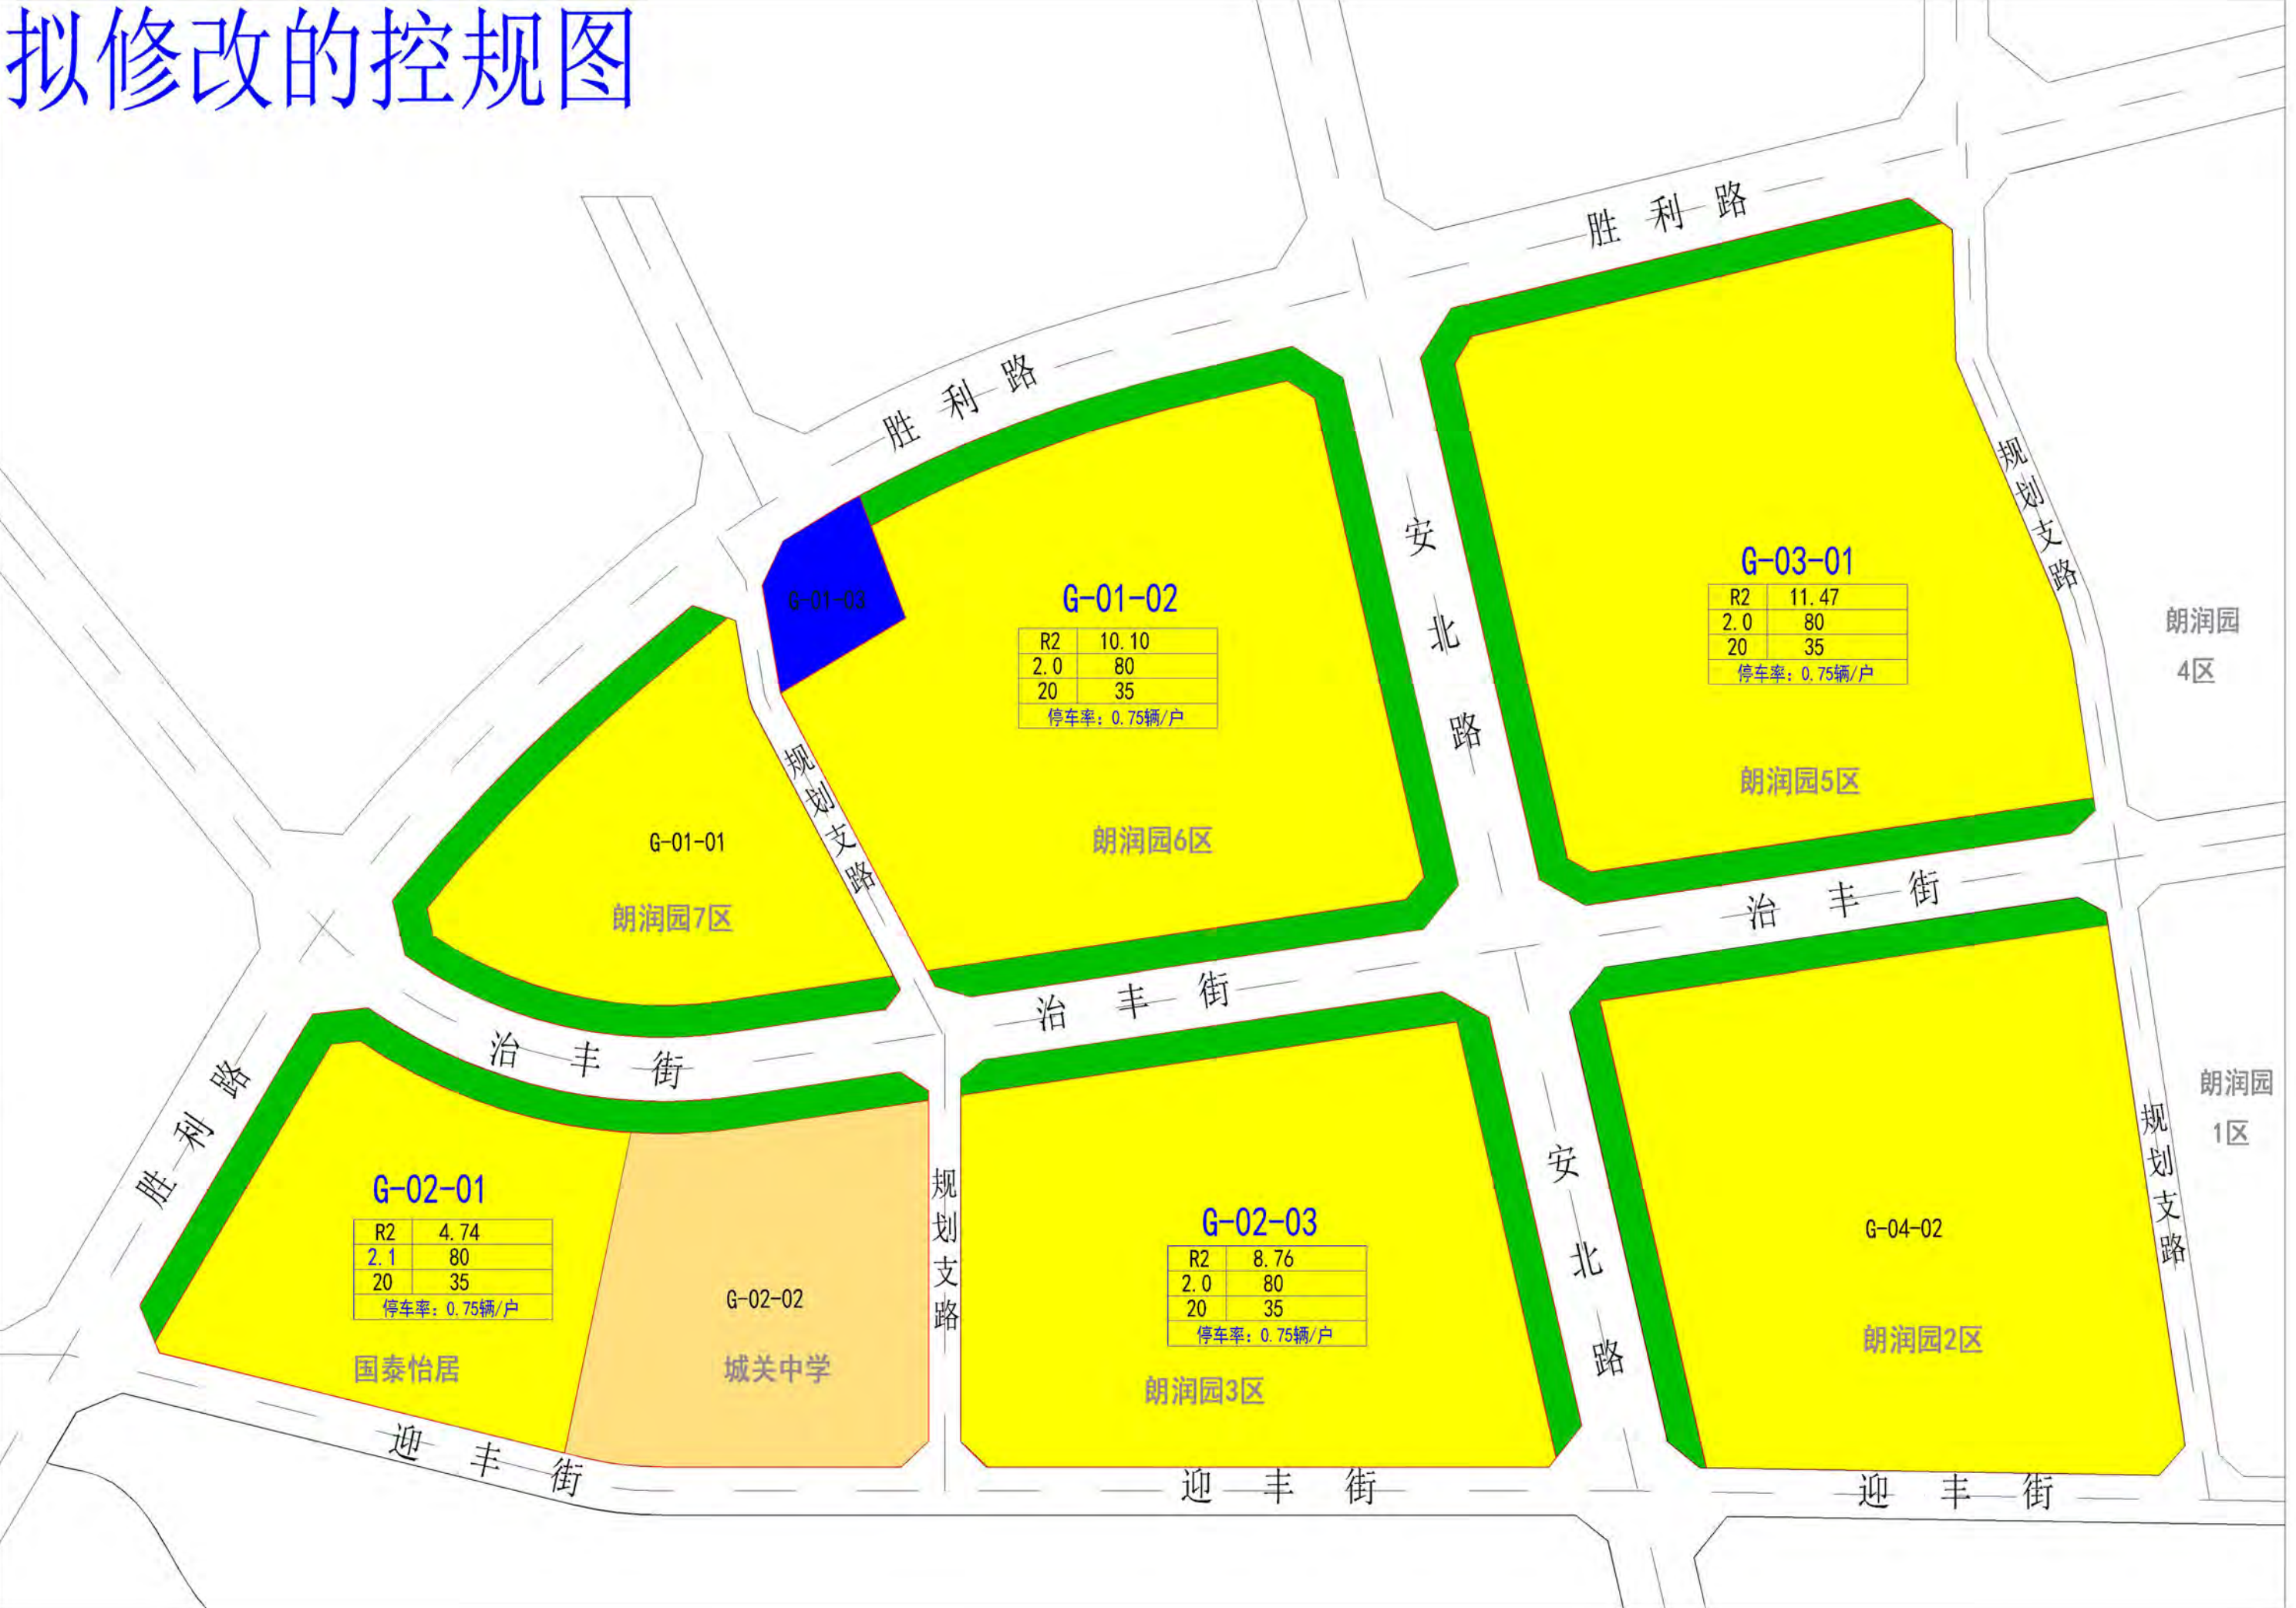 拟修改的控规图
胜利路
胜利路
安北路
规划支路
G-03-01
R2 11.47
2.0 80
20 35
停车率：0.75辆/户
朗润园5区
朗润园
4区
G-01-03
G-01-02
R2 10.10
2.0 80
20 35
停车率：0.75辆/户
朗润园6区
规划支路
G-01-01
朗润园7区
治丰街
治丰街
治丰街
胜利路
G-02-01
R2 4.74
2.1 80
20 35
停车率：0.75辆/户
国泰怡居
G-02-02
城关中学
规划支路
G-02-03
R2 8.76
2.0 80
20 35
停车率：0.75辆/户
朗润园3区
安北路
G-04-02
朗润园2区
规划支路
朗润园
1区
迎丰街
迎丰街
迎丰街